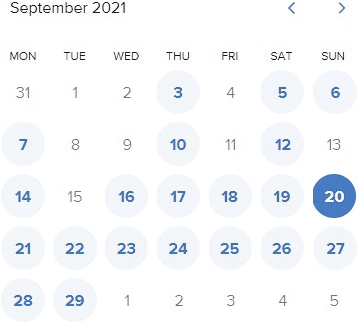 September 2021
MON TUE WED THU FRI SAT SUN
31 1 2 3 4 5 6
7 8 9 10 11 12 13
14 15 16 17 18 19 20
21 22 23 24 25 26 27
28 29 1 2 3 4 5